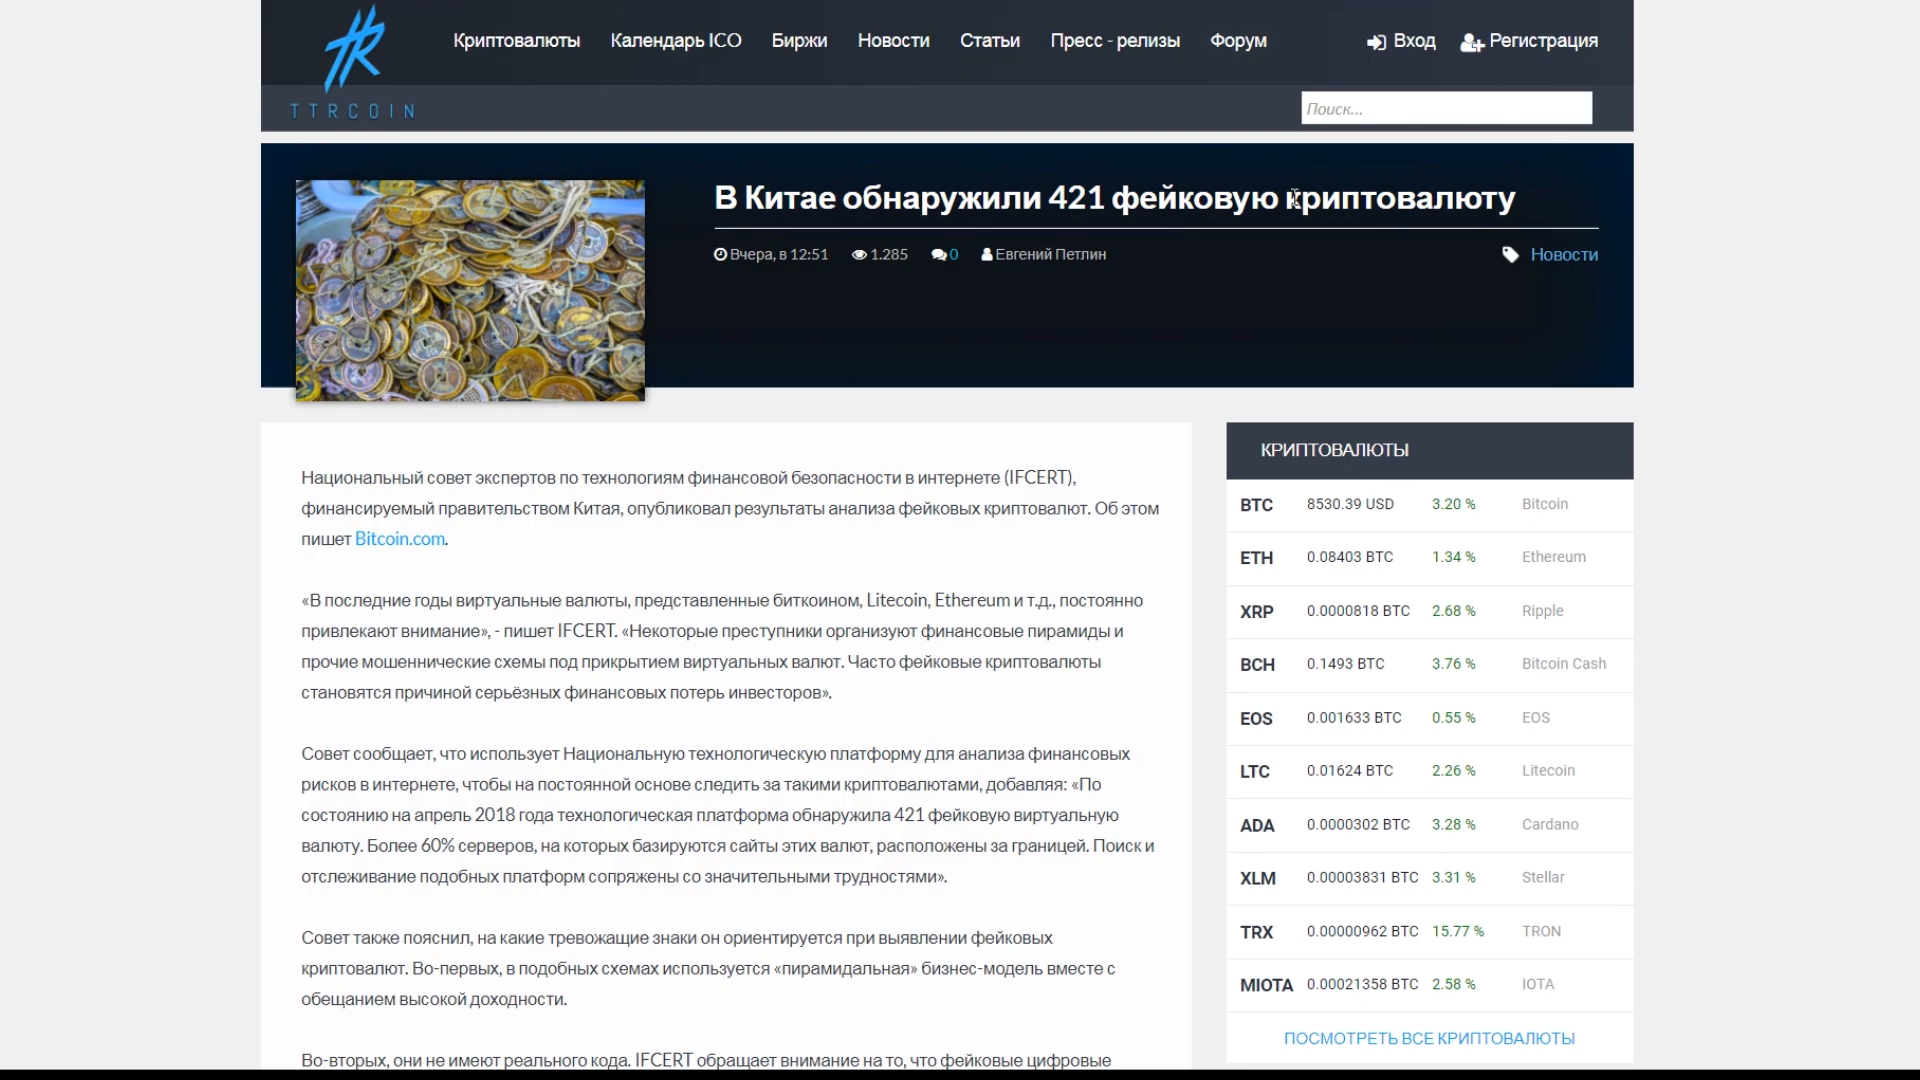 Криптовалюты Календарь ICO Биржи Новости Статьи Пресс - релизы Форум Вход Регистрация
TTRCOIN
Поиск...
В Китае обнаружили 421 фейковую криптовалюту
Вчера, в 12:51 1.285 0 Евгений Петлин Новости
Национальный совет экспертов по технологиям финансовой безопасности в интернете (IFCERT),
финансируемый правительством Китая, опубликовал результаты анализа фейковых криптовалют. Об этом
пишет Bitcoin.com.
«В последние годы виртуальные валюты, представленные биткоином, Litecoin, Ethereum и т.д., постоянно
привлекают внимание», - пишет IFCERT. «Некоторые преступники организуют финансовые пирамиды и
прочие мошеннические схемы под прикрытием виртуальных валют. Часто фейковые криптовалюты
становятся причиной серьёзных финансовых потерь инвесторов».
Совет сообщает, что использует Национальную технологическую платформу для анализа финансовых
рисков в интернете, чтобы на постоянной основе следить за такими криптовалютами, добавляя: «По
состоянию на апрель 2018 года технологическая платформа обнаружила 421 фейковую виртуальную
валюту. Более 60% серверов, на которых базируются сайты этих валют, расположены за границей. Поиск и
отслеживание подобных платформ сопряжены со значительными трудностями».
Совет также пояснил, на какие тревожащие знаки он ориентируется при выявлении фейковых
криптовалют. Во-первых, в подобных схемах используется «пирамидальная» бизнес-модель вместе с
обещанием высокой доходности.
Во-вторых, они не имеют реального кода. IFCERT обращает внимание на то, что фейковые цифровые
КРИПТОВАЛЮТЫ
BTC 8530.39 USD 3.20 % Bitcoin
ETH 0.08403 BTC 1.34 % Ethereum
XRP 0.0000818 BTC 2.68 % Ripple
BCH 0.1493 BTC 3.76 % Bitcoin Cash
EOS 0.001633 BTC 0.55 % EOS
LTC 0.01624 BTC 2.26 % Litecoin
ADA 0.0000302 BTC 3.28 % Cardano
XLM 0.00003831 BTC 3.31 % Stellar
TRX 0.00000962 BTC 15.77 % TRON
MIOTA 0.00021358 BTC 2.58 % IOTA
ПОСМОТРЕТЬ ВСЕ КРИПТОВАЛЮТЫ